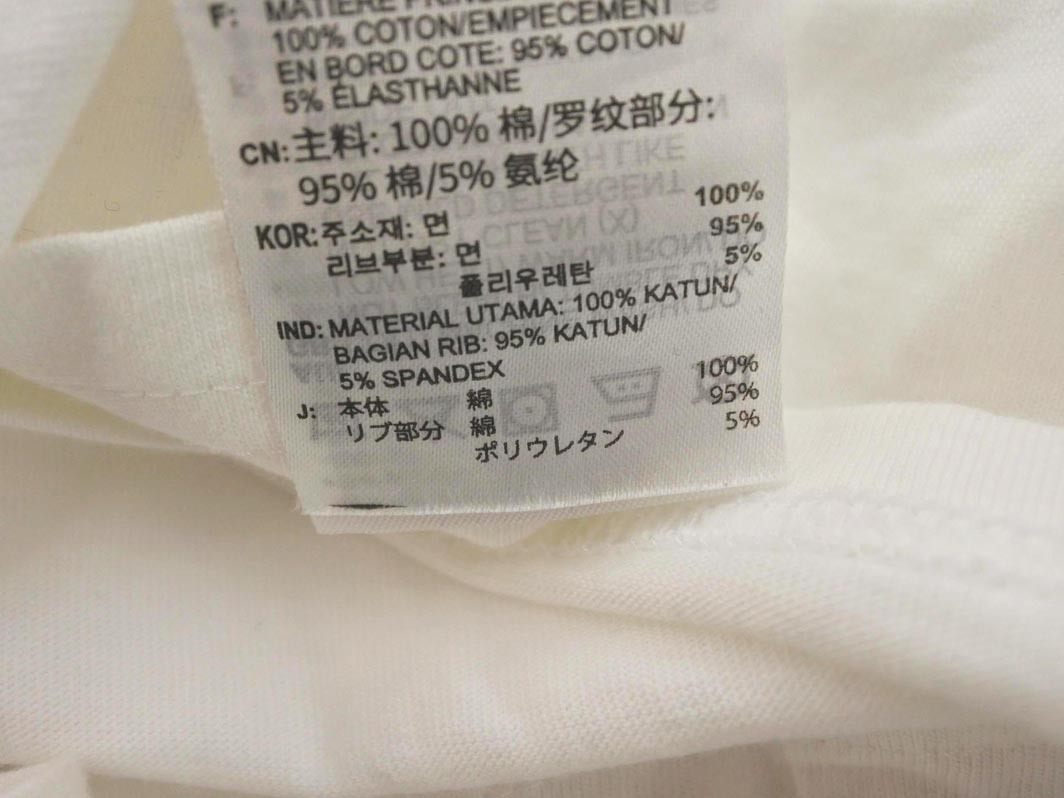 F: MATIÈRE
100% COTON/EMPIECEMENT
EN BORD COTE: 95% COTON/
5% ÉLASTHANNE
CN: 主料: 100% 棉/罗纹部分:
95% 棉/5% 氨纶
KOR: 주소재: 면 100%
리브부분: 면 95%
폴리우레탄 5%
IND: MATERIAL UTAMA: 100% KATUN/
BAGIAN RIB: 95% KATUN/
5% SPANDEX
J: 本体 綿 100%
リブ部分 綿 95%
ポリウレタン 5%